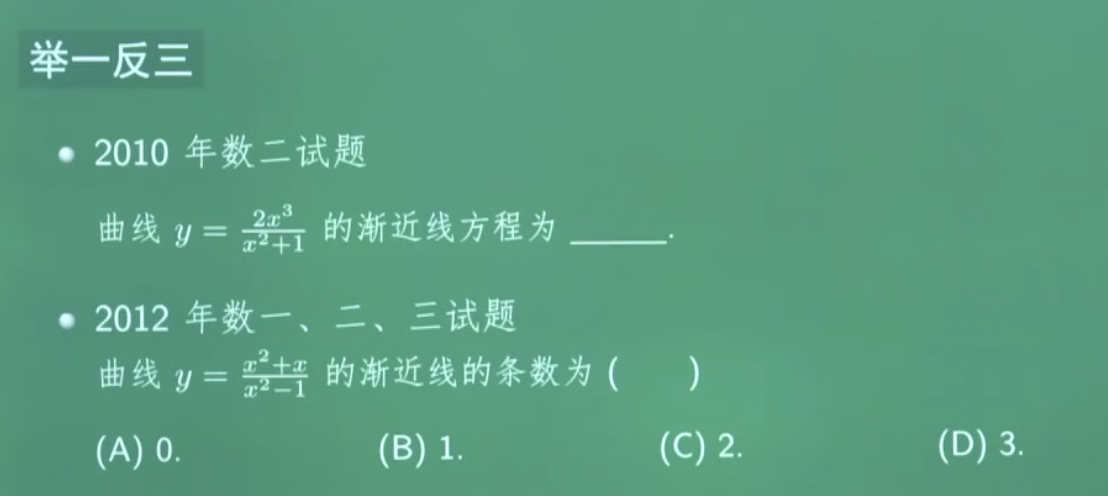 举一反三
• 2010 年数二试题
曲线 y = \frac{2x^3}{x^2+1} 的渐近线方程为 ______.
• 2012 年数一、二、三试题
曲线 y = \frac{x^2+x}{x^2-1} 的渐近线的条数为 (  )
(A) 0. (B) 1. (C) 2. (D) 3.